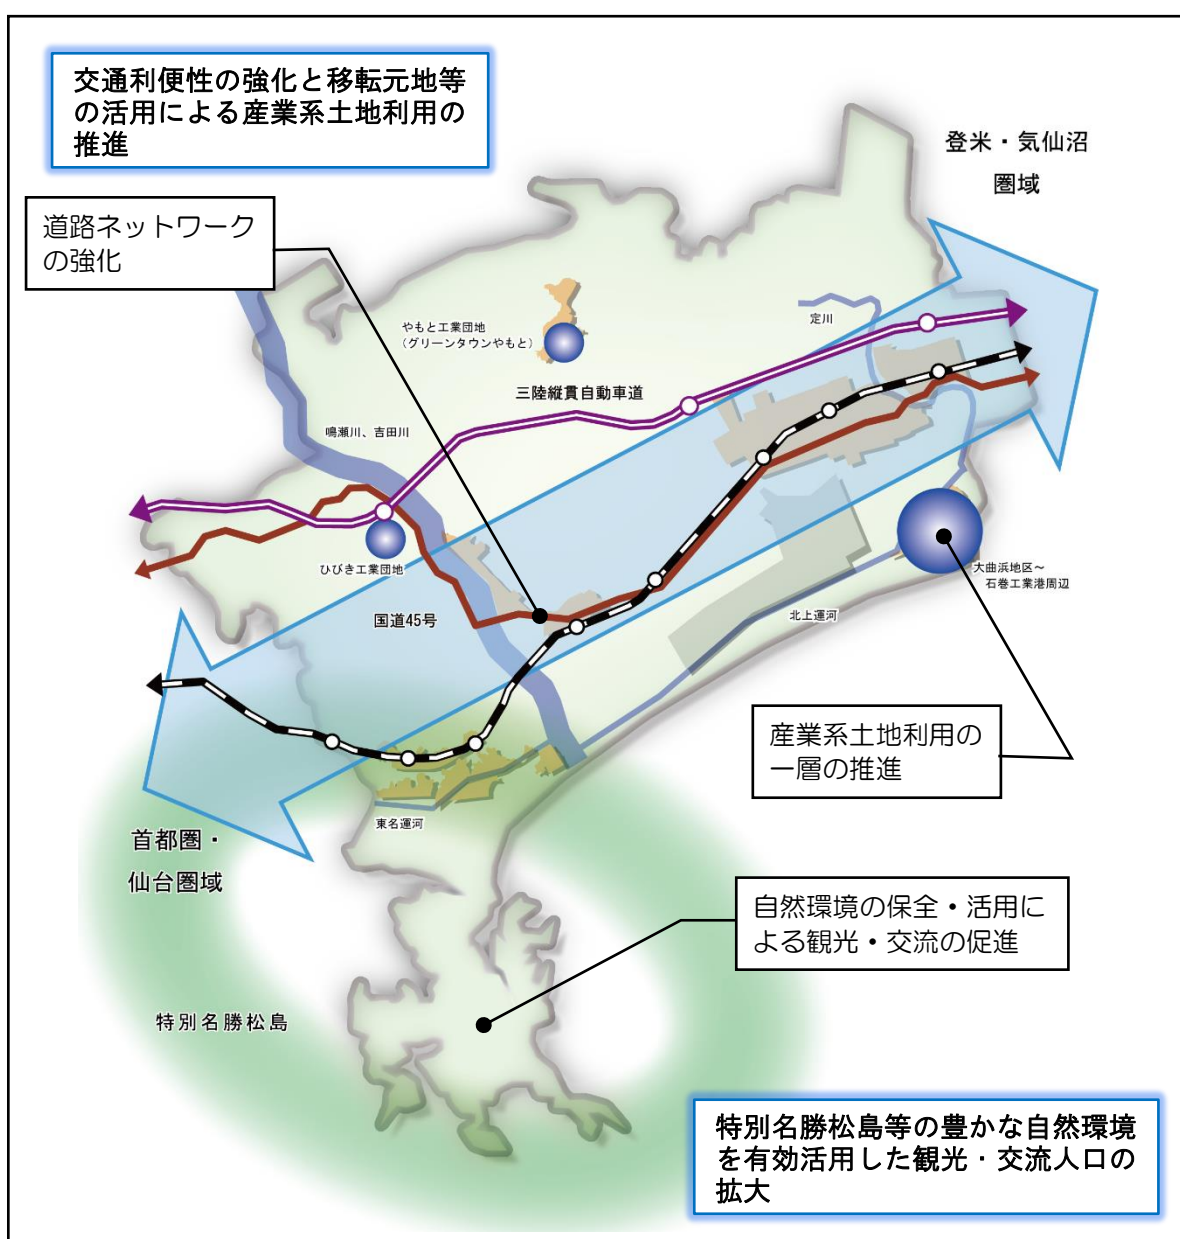 交通利便性の強化と移転元地等
の活用による産業系土地利用の
推進
登米・気仙沼
圏域
道路ネットワーク
の強化
やもと工業団地
(グリーンタウンやもと)
定川
三陸縦貫自動車道
鳴瀬川、吉田川
ひびき工業団地
大曲浜地区～
石巻工業港周辺
国道45号
北上運河
産業系土地利用の
一層の推進
東名運河
首都圏・
仙台圏域
自然環境の保全・活用に
よる観光・交流の促進
特別名勝松島
特別名勝松島等の豊かな自然環境
を有効活用した観光・交流人口の
拡大